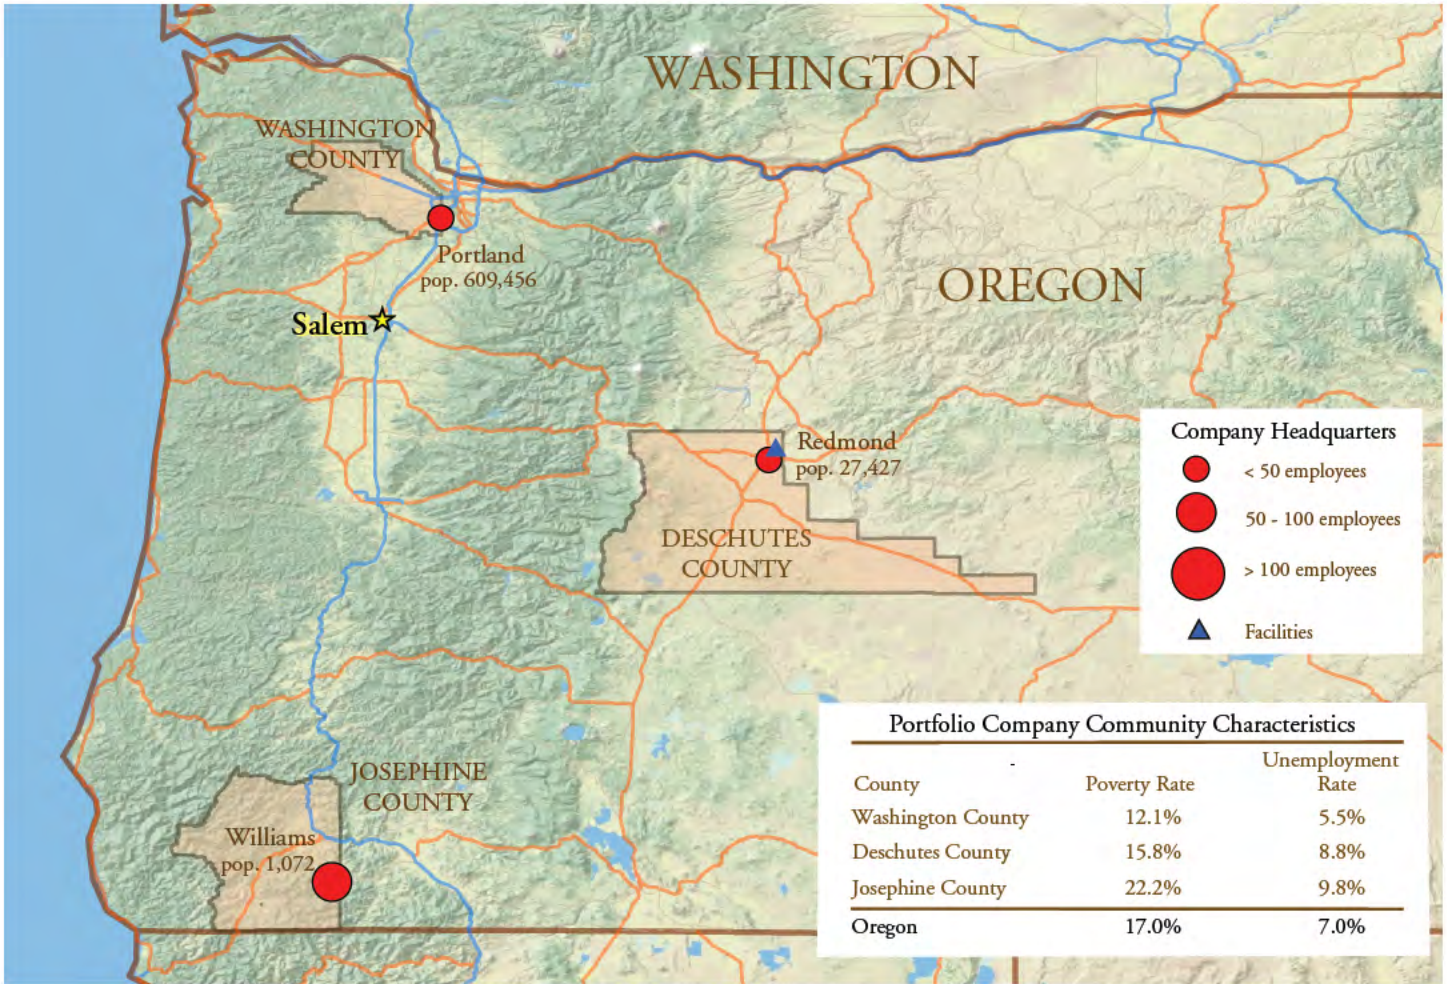 WASHINGTON
WASHINGTON
COUNTY
Portland
pop. 609,456
OREGON
Salem
Redmond
pop. 27,427
DESCHUTES
COUNTY
JOSEPHINE
COUNTY
Williams
pop. 1,072
Company Headquarters
< 50 employees
50 - 100 employees
> 100 employees
Facilities
Portfolio Company Community Characteristics
County Poverty Rate Unemployment Rate
Washington County 12.1% 5.5%
Deschutes County 15.8% 8.8%
Josephine County 22.2% 9.8%
Oregon 17.0% 7.0%